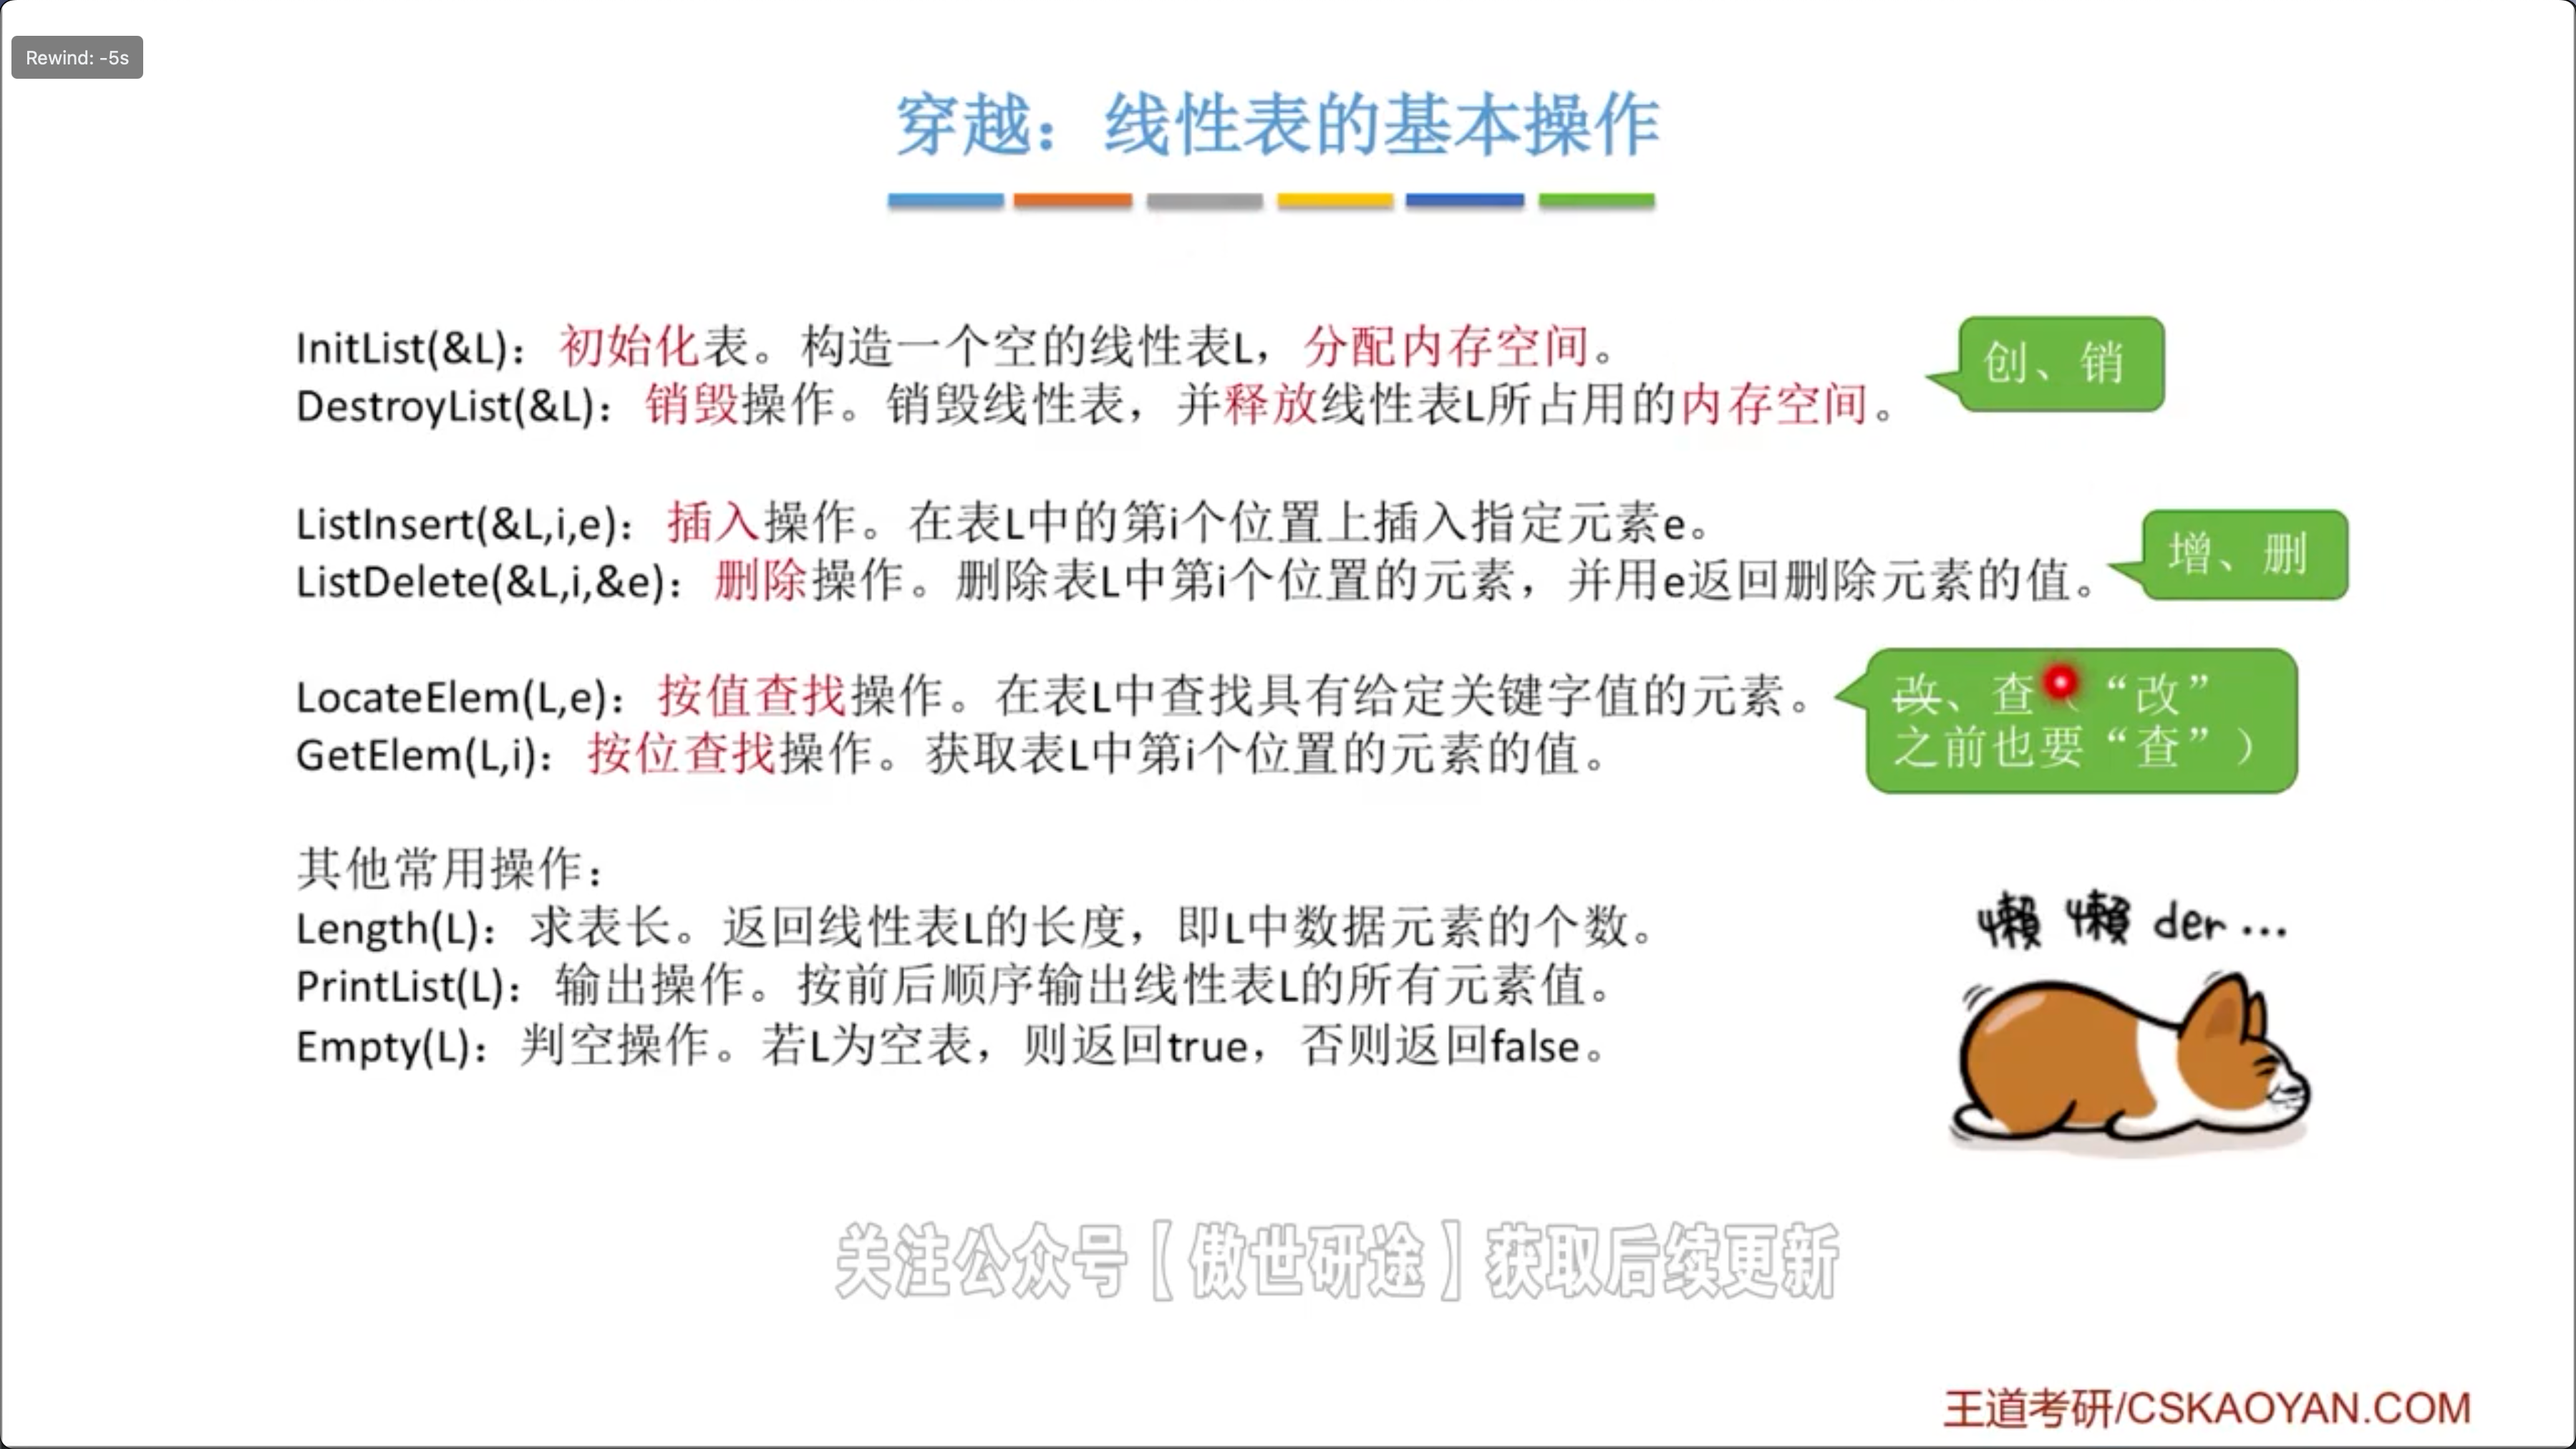 Rewind: -5s
穿越：线性表的基本操作
InitList(&L)：初始化表。构造一个空的线性表L，分配内存空间。
DestroyList(&L)：销毁操作。销毁线性表，并释放线性表L所占用的内存空间。
创、销
ListInsert(&L,i,e)：插入操作。在表L中的第i个位置上插入指定元素e。
ListDelete(&L,i,&e)：删除操作。删除表L中第i个位置的元素，并用e返回删除元素的值。
增、删
LocateElem(L,e)：按值查找操作。在表L中查找具有给定关键字值的元素。
GetElem(L,i)：按位查找操作。获取表L中第i个位置的元素的值。
改、查（“改”
之前也要“查”）
其他常用操作：
Length(L)：求表长。返回线性表L的长度，即L中数据元素的个数。
PrintList(L)：输出操作。按前后顺序输出线性表L的所有元素值。
Empty(L)：判空操作。若L为空表，则返回true，否则返回false。
懒 懒 der...
关注公众号【傲世研途】获取后续更新
王道考研/CSKAOYAN.COM